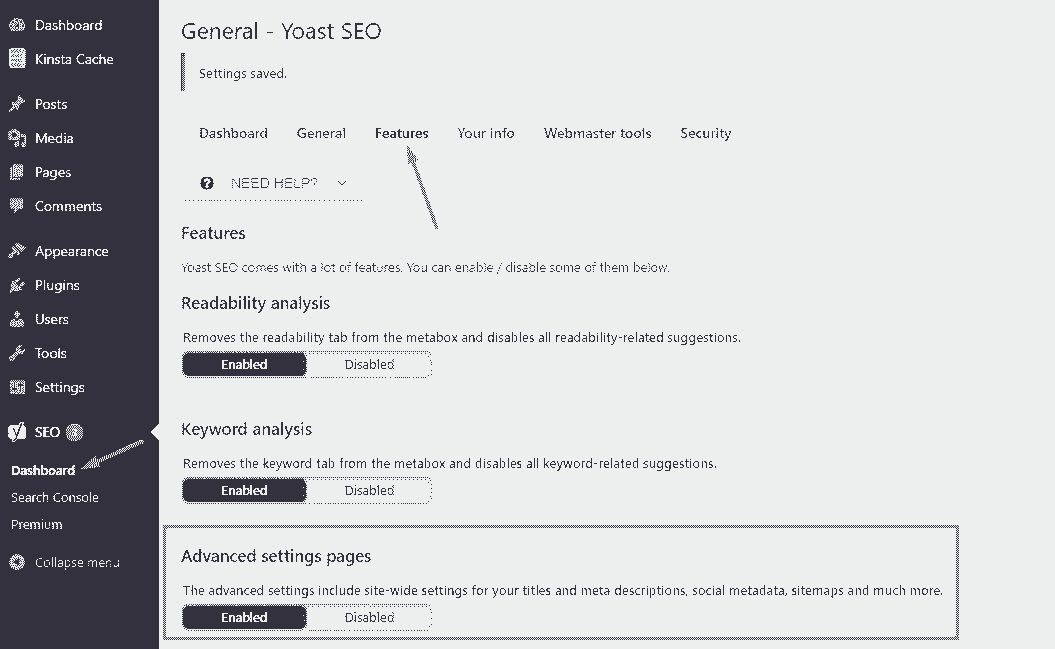 Dashboard
Kinsta Cache
Posts
Media
Pages
Comments
Appearance
Plugins
Users
Tools
Settings
SEO
Dashboard
Search Console
Premium
Collapse menu
General - Yoast SEO
Settings saved.
Dashboard General Features Your info Webmaster tools Security
NEED HELP?
Features
Yoast SEO comes with a lot of features. You can enable / disable some of them below.
Readability analysis
Removes the readability tab from the metabox and disables all readability-related suggestions.
Enabled Disabled
Keyword analysis
Removes the keyword tab from the metabox and disables all keyword-related suggestions.
Enabled Disabled
Advanced settings pages
The advanced settings include site-wide settings for your titles and meta descriptions, social metadata, sitemaps and much more.
Enabled Disabled